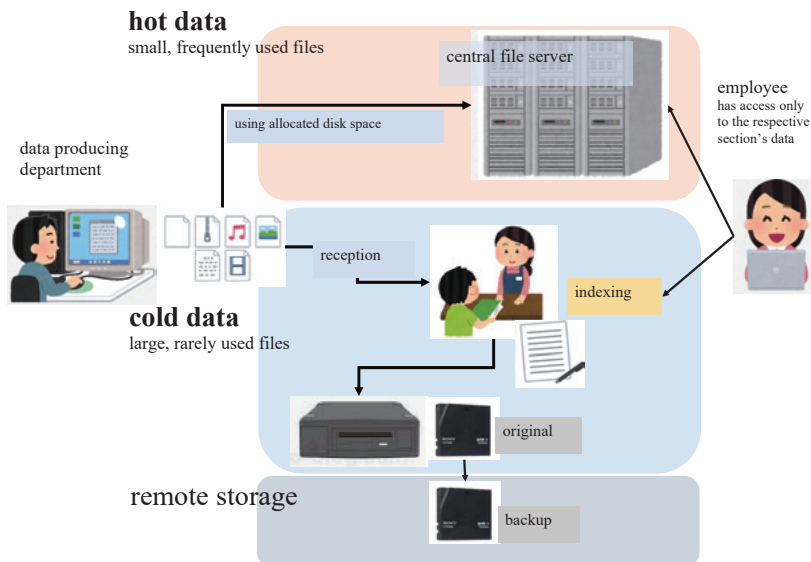 hot data
small, frequently used files
central file server
employee
has access only
to the respective
section's data
using allocated disk space
data producing
department
reception
indexing
cold data
large, rarely used files
original
remote storage
backup